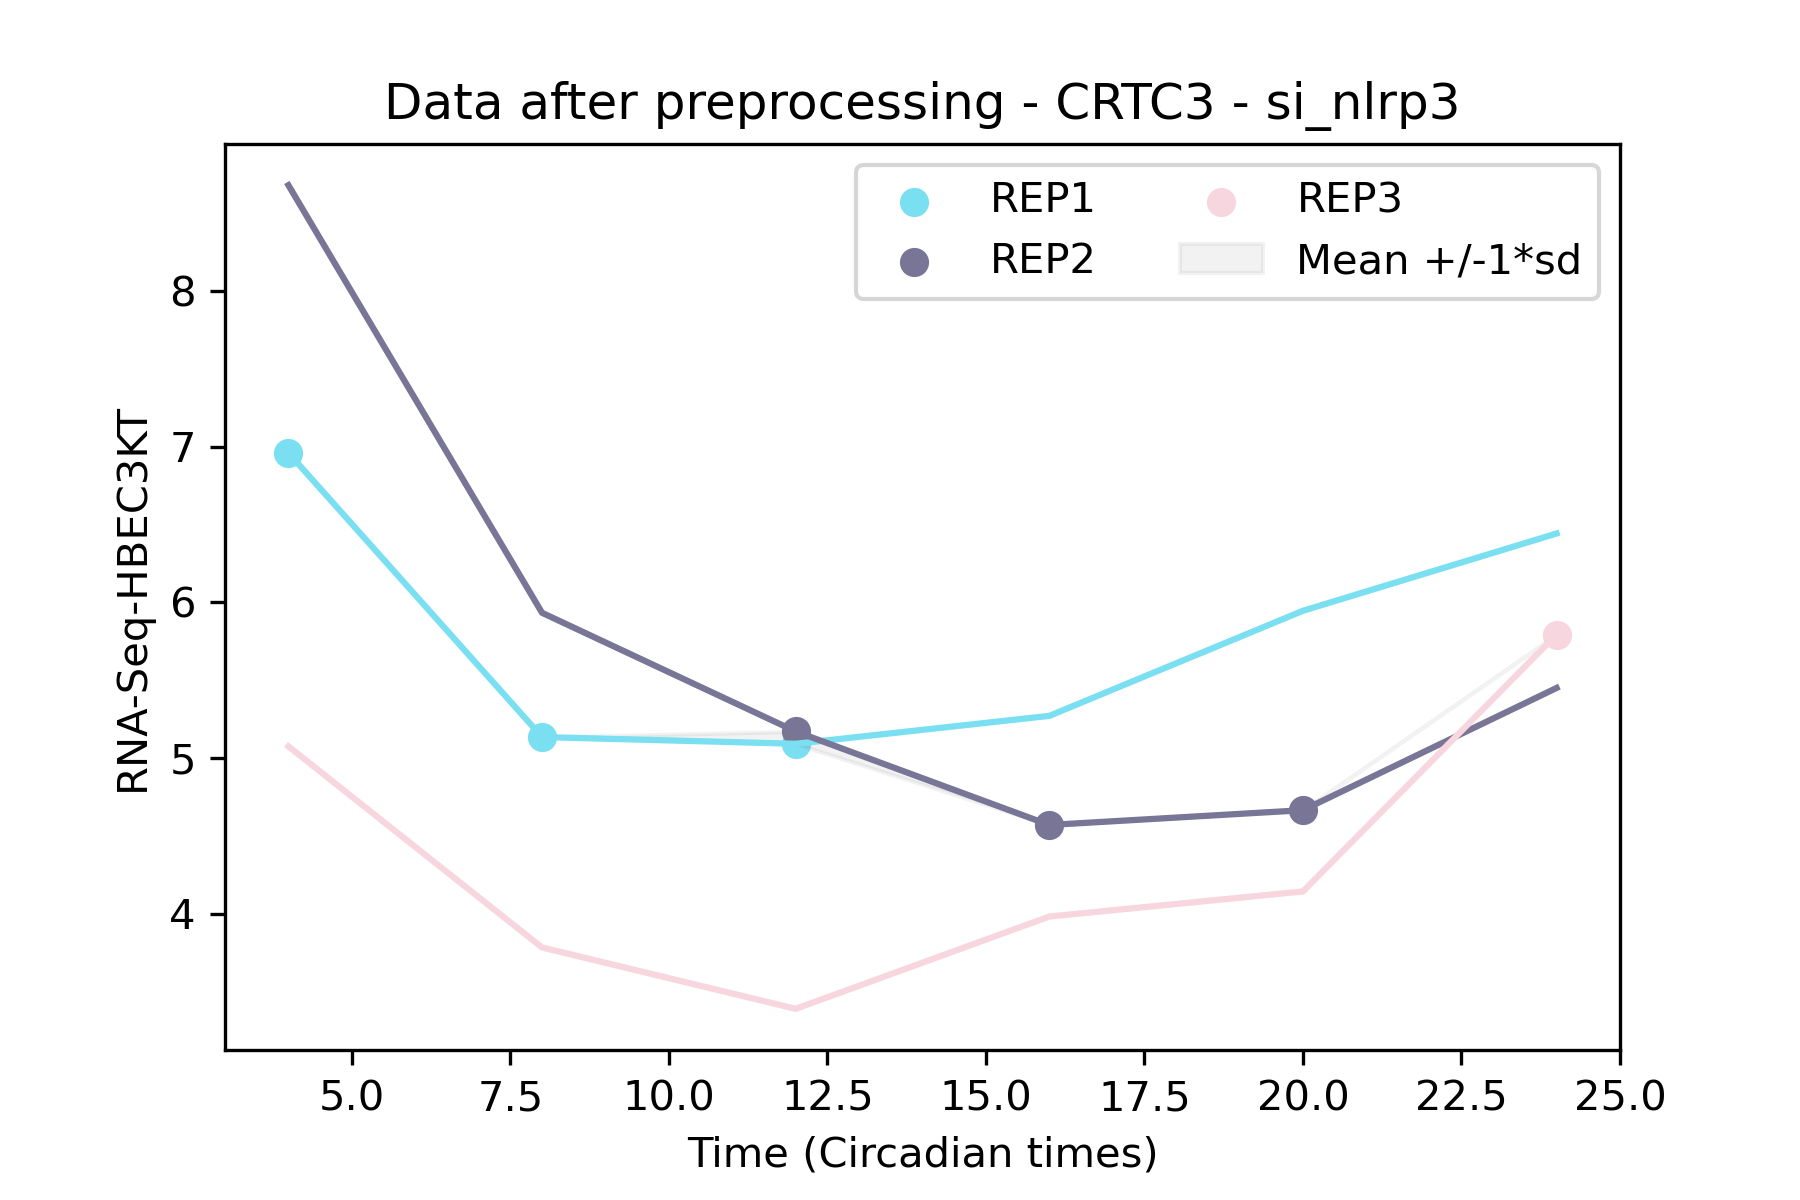 Data after preprocessing - CRTC3 - si_nlrp3
REP1
REP2
REP3
Mean +/-1*sd
RNA-Seq-HBEC3KT
8
7
6
5
4
5.0 7.5 10.0 12.5 15.0 17.5 20.0 22.5 25.0
Time (Circadian times)